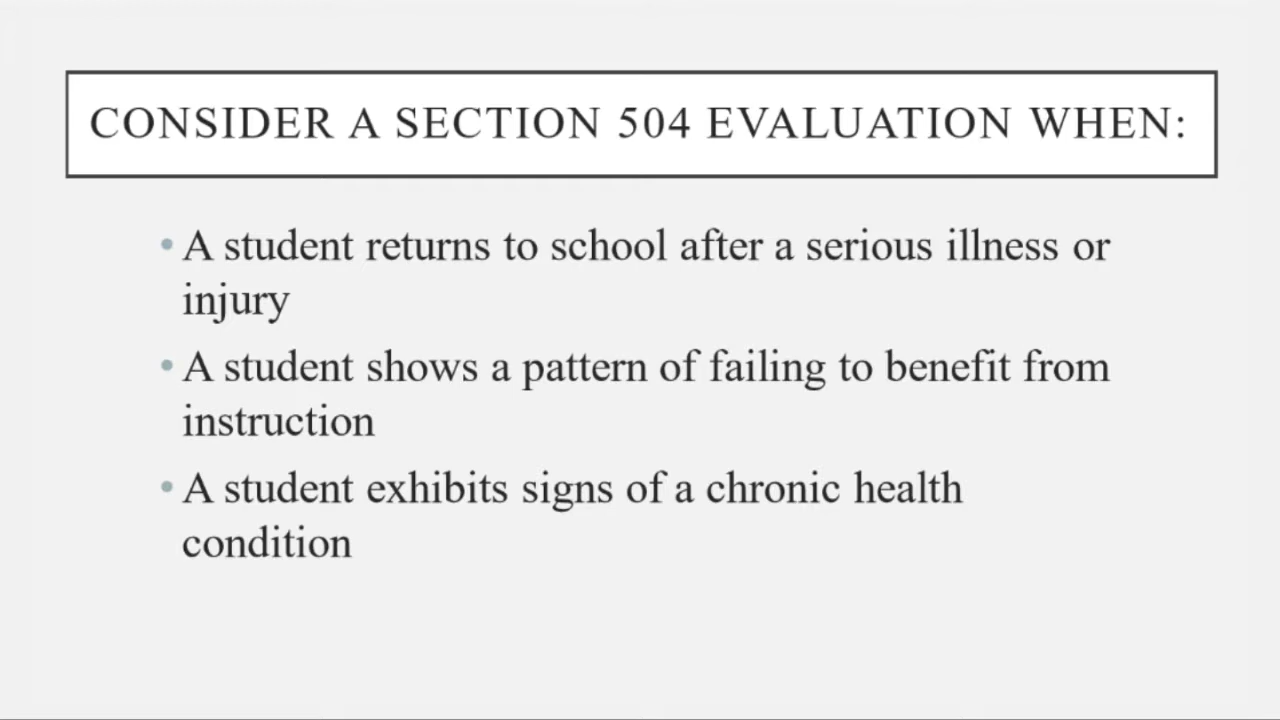 CONSIDER A SECTION 504 EVALUATION WHEN:
• A student returns to school after a serious illness or
injury
• A student shows a pattern of failing to benefit from
instruction
• A student exhibits signs of a chronic health
condition